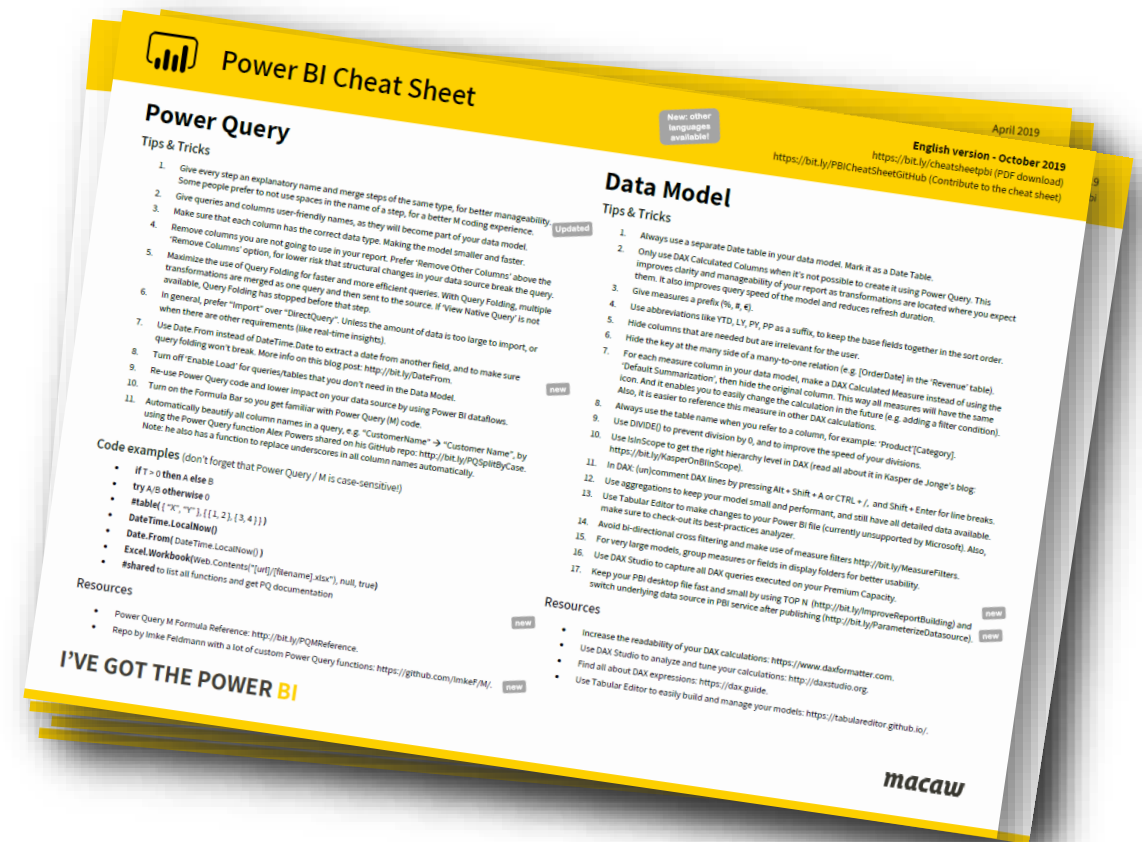 Power BI Cheat Sheet
New: other
languages
available!
April 2019
English version - October 2019
https://bit.ly/cheatsheetpbi (PDF download)
https://bit.ly/PBICheatSheetGitHub (Contribute to the cheat sheet)
9
bi
Power Query
Tips & Tricks
1. Give every step an explanatory name and merge steps of the same type, for better manageability.
Some people prefer to not use spaces in the name of a step, for a better M coding experience.
Updated
2. Give queries and columns user-friendly names, as they will become part of your data model.
3. Make sure that each column has the correct data type. Making the model smaller and faster.
4. Remove columns you are not going to use in your report. Prefer 'Remove Other Columns' above the
'Remove Columns' option, for lower risk that structural changes in your data source break the query.
5. Maximize the use of Query Folding for faster and more efficient queries. With Query Folding, multiple
transformations are merged as one query and then sent to the source. If 'View Native Query' is not
available, Query Folding has stopped before that step.
6. In general, prefer "Import" over "DirectQuery". Unless the amount of data is too large to import, or
when there are other requirements (like real-time insights).
7. Use Date.From instead of DateTime.Date to extract a date from another field, and to make sure
query folding won't break. More info on this blog post: http://bit.ly/DateFrom.
new
8. Turn off 'Enable Load' for queries/tables that you don't need in the Data Model.
9. Re-use Power Query code and lower impact on your data source by using Power BI dataflows.
10. Turn on the Formula Bar so you get familiar with Power Query (M) code.
11. Automatically beautify all column names in a query, e.g. "CustomerName" → "Customer Name", by
using the Power Query function Alex Powers shared on his GitHub repo: http://bit.ly/PQSplitByCase.
Note: he also has a function to replace underscores in all column names automatically.
Code examples (don't forget that Power Query / M is case-sensitive!)
• if T > 0 then A else B
• try A/B otherwise 0
• #table( { "X", "Y" }, { { 1, 2 }, { 3, 4 } } )
• DateTime.LocalNow()
• Date.From( DateTime.LocalNow() )
• Excel.Workbook(Web.Contents("[url]/[filename].xlsx"), null, true)
• #shared to list all functions and get PQ documentation
new
Resources
• Power Query M Formula Reference: http://bit.ly/PQMReference.
• Repo by Imke Feldmann with a lot of custom Power Query functions: https://github.com/ImkeF/M/.
new
I'VE GOT THE POWER BI
Data Model
Tips & Tricks
1. Always use a separate Date table in your data model. Mark it as a Date Table.
2. Only use DAX Calculated Columns when it's not possible to create it using Power Query. This
improves clarity and manageability of your report as transformations are located where you expect
them. it also improves query speed of the model and reduces refresh duration.
3. Give measures a prefix (%, #, €).
4. Use abbreviations like YTD, LY, PY, PP as a suffix, to keep the base fields together in the sort order.
5. Hide columns that are needed but are irrelevant for the user.
6. Hide the key at the many side of a many-to-one relation (e.g. [OrderDate] in the 'Revenue' table).
7. For each measure column in your data model, make a DAX Calculated Measure instead of using the
'Default Summarization', then hide the original column. This way all measures will have the same
icon. And it enables you to easily change the calculation in the future (e.g. adding a filter condition).
Also, it is easier to reference this measure in other DAX calculations.
8. Always use the table name when you refer to a column, for example: 'Product'[Category].
9. Use DIVIDE() to prevent division by 0, and to improve the speed of your divisions.
10. Use IsInScope to get the right hierarchy level in DAX (read all about it in Kasper de Jonge's blog:
https://bit.ly/KasperOnBIInScope).
11. In DAX: (un)comment DAX lines by pressing Alt + Shift + A or CTRL + /, and Shift + Enter for line breaks.
12. Use aggregations to keep your model small and performant, and still have all detailed data available.
13. Use Tabular Editor to make changes to your Power BI file (currently unsupported by Microsoft). Also,
make sure to check-out its best-practices analyzer.
14. Avoid bi-directional cross filtering and make use of measure filters http://bit.ly/MeasureFilters.
15. For very large models, group measures or fields in display folders for better usability.
16. Use DAX Studio to capture all DAX queries executed on your Premium Capacity.
new
17. Keep your PBI desktop file fast and small by using TOP N (http://bit.ly/ImproveReportBuilding) and
switch underlying data source in PBI service after publishing (http://bit.ly/ParameterizeDatasource).
new
Resources
• Increase the readability of your DAX calculations: https://www.daxformatter.com.
• Use DAX Studio to analyze and tune your calculations: http://daxstudio.org.
• Find all about DAX expressions: https://dax.guide.
• Use Tabular Editor to easily build and manage your models: https://tabulareditor.github.io/.
macaw